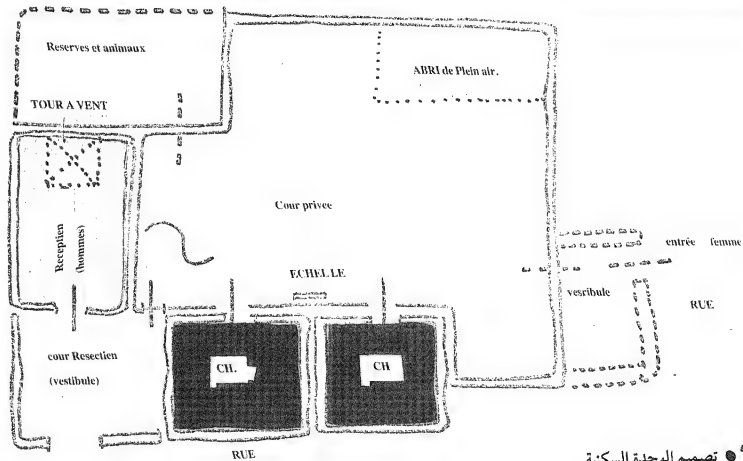 Reserves et animaux
TOUR A VENT
ABRI de Plein air.
Reception
(hommes)
Cour privee
ECHELLE
entrée femme
vesribule
RUE
cour Resectien
(vestibule)
CH.
CH
RUE
● تصميم الوحدة السكنية